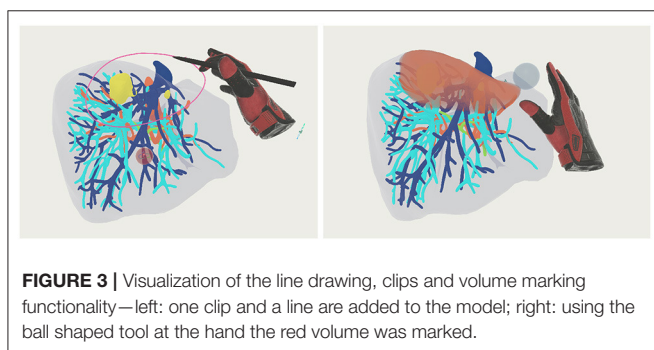 FIGURE 3 | Visualization of the line drawing, clips and volume marking
functionality—left: one clip and a line are added to the model; right: using the
ball shaped tool at the hand the red volume was marked.